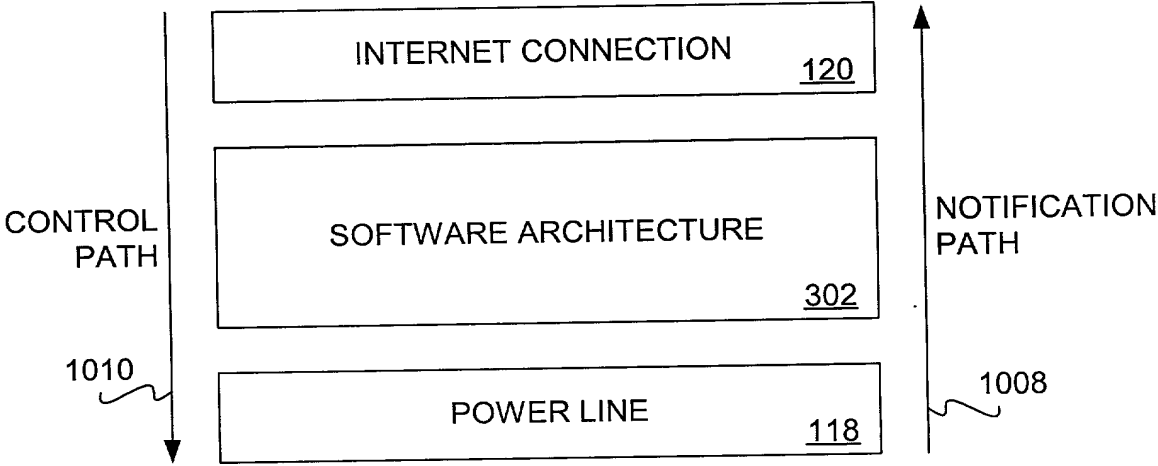 INTERNET CONNECTION
120
CONTROL
PATH
SOFTWARE ARCHITECTURE
302
NOTIFICATION
PATH
1010
POWER LINE
118
1008